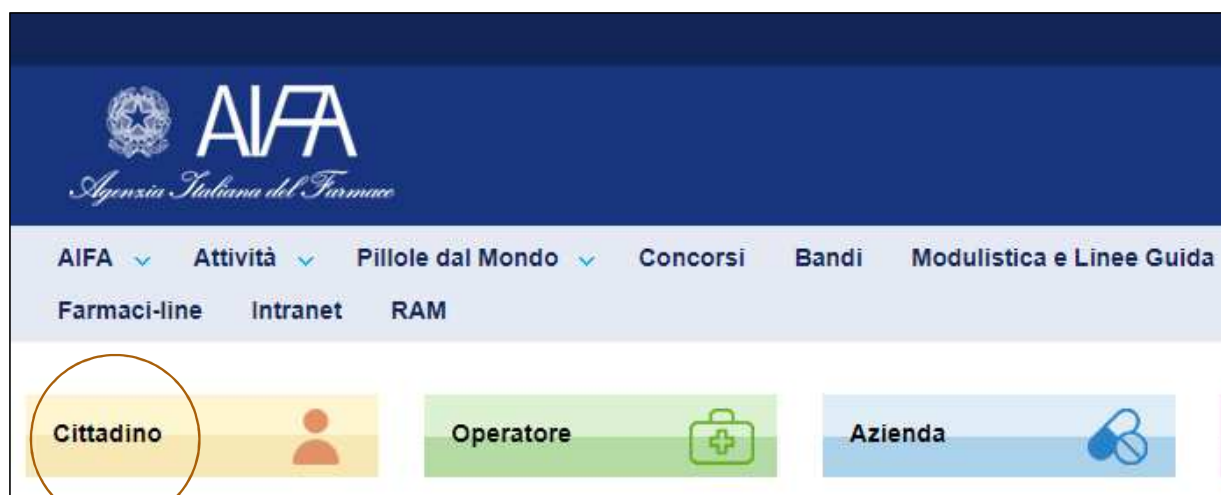 AIFA
Agenzia Italiana del Farmaco
AIFA Attività Pillole dal Mondo Concorsi Bandi Modulistica e Linee Guida
Farmaci-line Intranet RAM
Cittadino Operatore Azienda